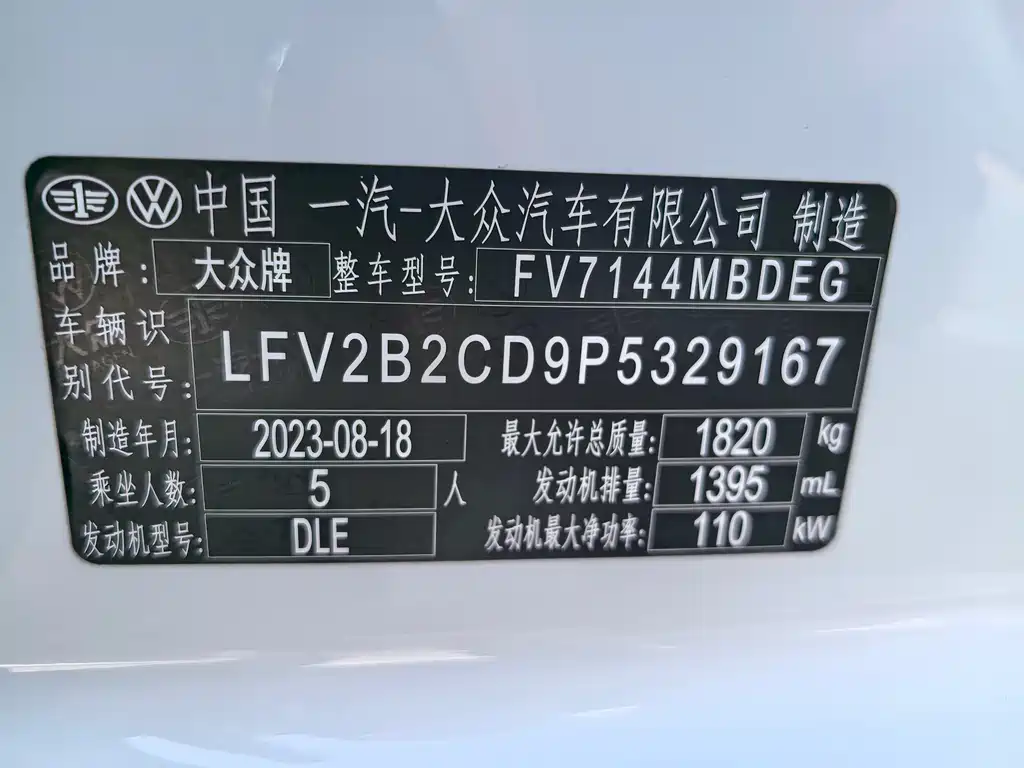 中国 一汽-大众汽车有限公司 制造
品牌: 大众牌 整车型号: FV7144MBDEG
车辆识别代号: LFV2B2CD9P5329167
制造年月: 2023-08-18 最大允许总质量: 1820 kg
乘坐人数: 5 人 发动机排量: 1395 mL
发动机型号: DLE 发动机最大净功率: 110 kW